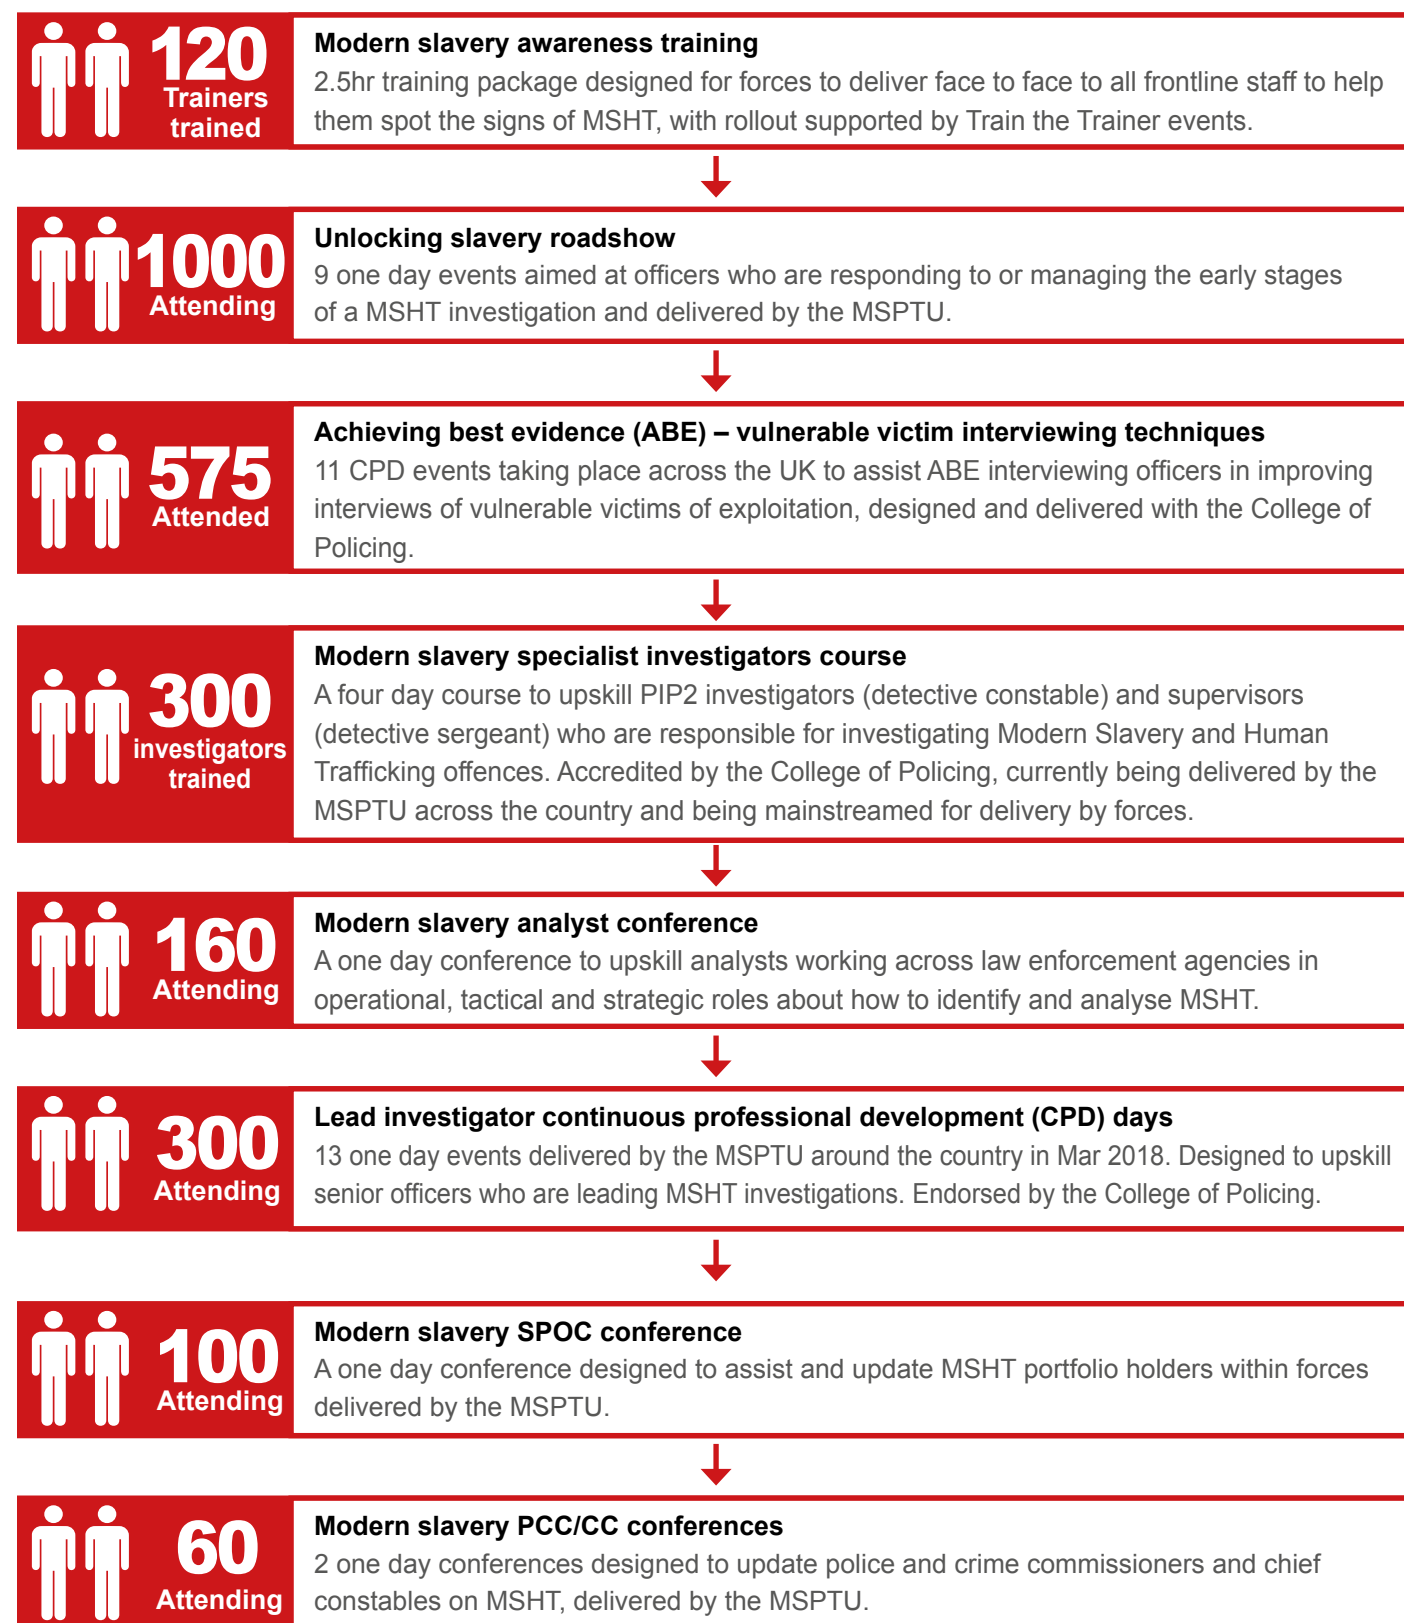 120
Trainers
trained
Modern slavery awareness training
2.5hr training package designed for forces to deliver face to face to all frontline staff to help
them spot the signs of MSHT, with rollout supported by Train the Trainer events.
1000
Attending
Unlocking slavery roadshow
9 one day events aimed at officers who are responding to or managing the early stages
of a MSHT investigation and delivered by the MSPTU.
575
Attended
Achieving best evidence (ABE) – vulnerable victim interviewing techniques
11 CPD events taking place across the UK to assist ABE interviewing officers in improving
interviews of vulnerable victims of exploitation, designed and delivered with the College of
Policing.
300
investigators
trained
Modern slavery specialist investigators course
A four day course to upskill PIP2 investigators (detective constable) and supervisors
(detective sergeant) who are responsible for investigating Modern Slavery and Human
Trafficking offences. Accredited by the College of Policing, currently being delivered by the
MSPTU across the country and being mainstreamed for delivery by forces.
160
Attending
Modern slavery analyst conference
A one day conference to upskill analysts working across law enforcement agencies in
operational, tactical and strategic roles about how to identify and analyse MSHT.
300
Attending
Lead investigator continuous professional development (CPD) days
13 one day events delivered by the MSPTU around the country in Mar 2018. Designed to upskill
senior officers who are leading MSHT investigations. Endorsed by the College of Policing.
100
Attending
Modern slavery SPOC conference
A one day conference designed to assist and update MSHT portfolio holders within forces
delivered by the MSPTU.
60
Attending
Modern slavery PCC/CC conferences
2 one day conferences designed to update police and crime commissioners and chief
constables on MSHT, delivered by the MSPTU.